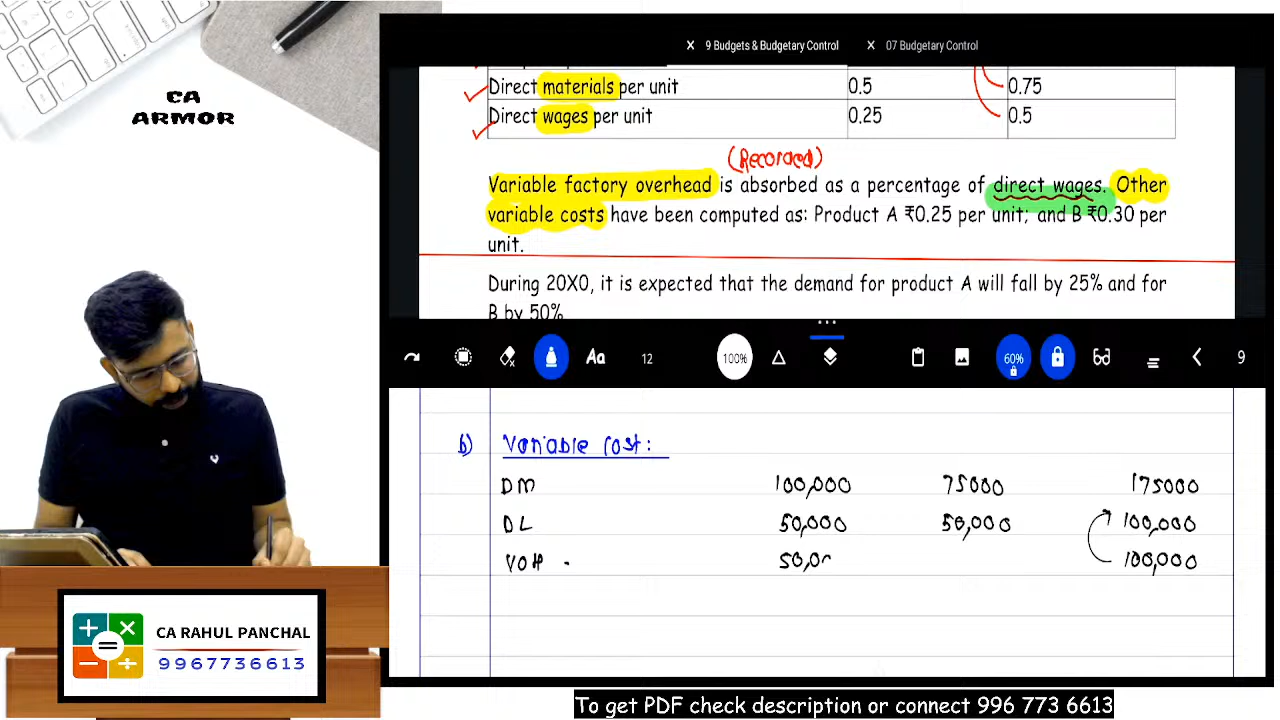 CA
ARMOR
× 9 Budgets & Budgetary Control × 07 Budgetary Control
Direct materials per unit 0.5 0.75
Direct wages per unit 0.25 0.5
(Recorded)
Variable factory overhead is absorbed as a percentage of direct wages. Other
variable costs have been computed as: Product A ₹0.25 per unit; and B ₹0.30 per
unit.
During 20X0, it is expected that the demand for product A will fall by 25% and for
B by 50%
Aa 12 100% 60% 9
b) Variable Cost:
DM 100,000 75000 175000
DL 50,000 50,000 100,000
VOH - 50,00 100,000
CA RAHUL PANCHAL
9967736613
To get PDF check description or connect 996 773 6613